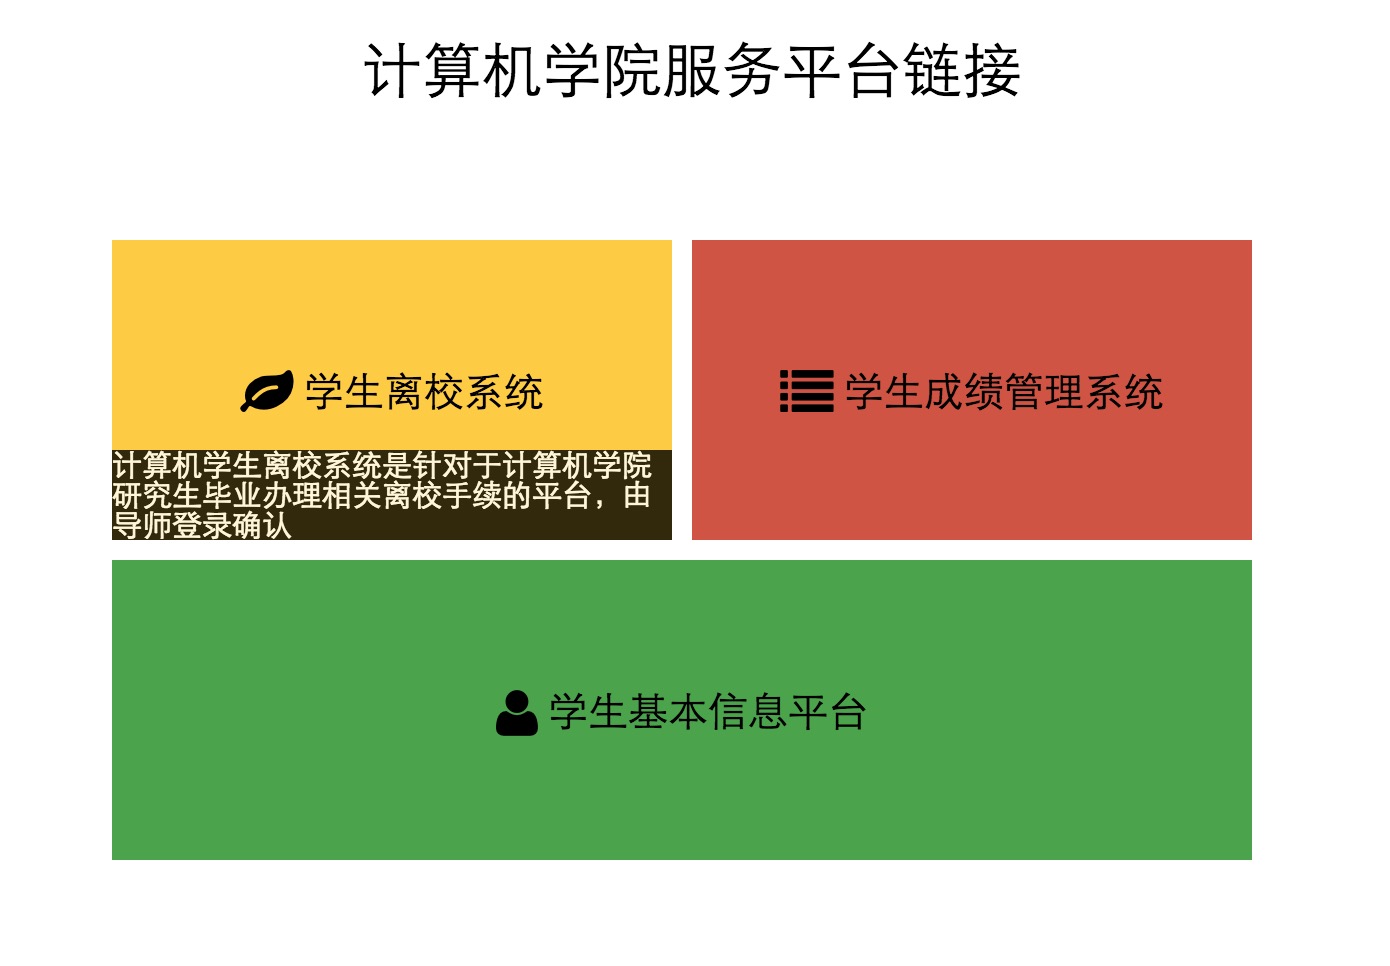 计算机学院服务平台链接
学生离校系统
计算机学生离校系统是针对于计算机学院
研究生毕业办理相关离校手续的平台，由
导师登录确认
学生成绩管理系统
学生基本信息平台